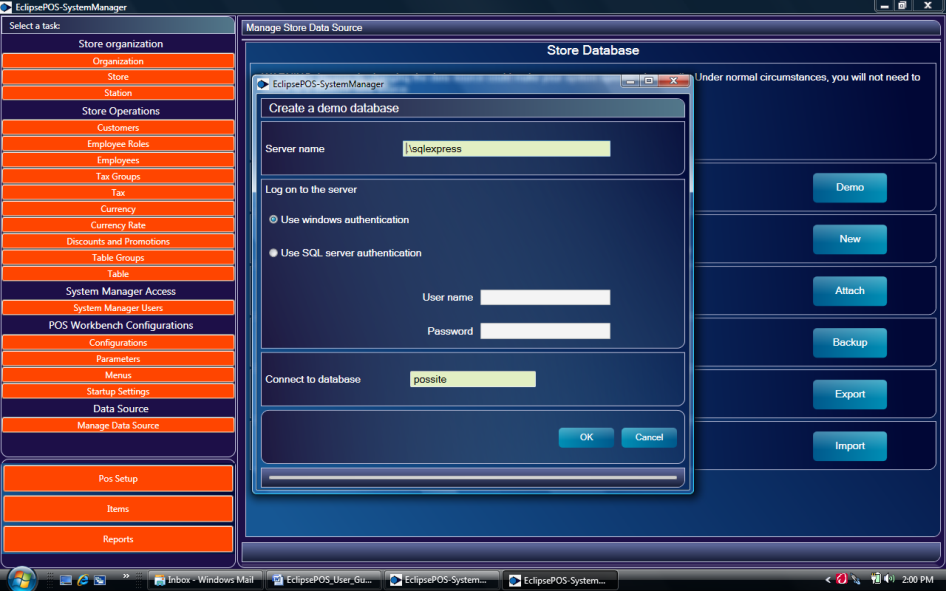 EclipsePOS-SystemManager
Select a task:
Store organization
Organization
Store
Station
Store Operations
Customers
Employee Roles
Employees
Tax Groups
Tax
Currency
Currency Rate
Discounts and Promotions
Table Groups
Table
System Manager Access
System Manager Users
POS Workbench Configurations
Configurations
Parameters
Menus
Startup Settings
Data Source
Manage Data Source
Pos Setup
Items
Reports
Manage Store Data Source
Store Database
Under normal circumstances, you will not need to
Demo
New
Attach
Backup
Export
Import
EclipsePOS-SystemManager
Create a demo database
Server name .\sqlexpress
Log on to the server
Use windows authentication
Use SQL server authentication
User name
Password
Connect to database possite
OK Cancel
Inbox - Windows Mail EclipsePOS_User_Gu... EclipsePOS-System... EclipsePOS-System... 2:00 PM